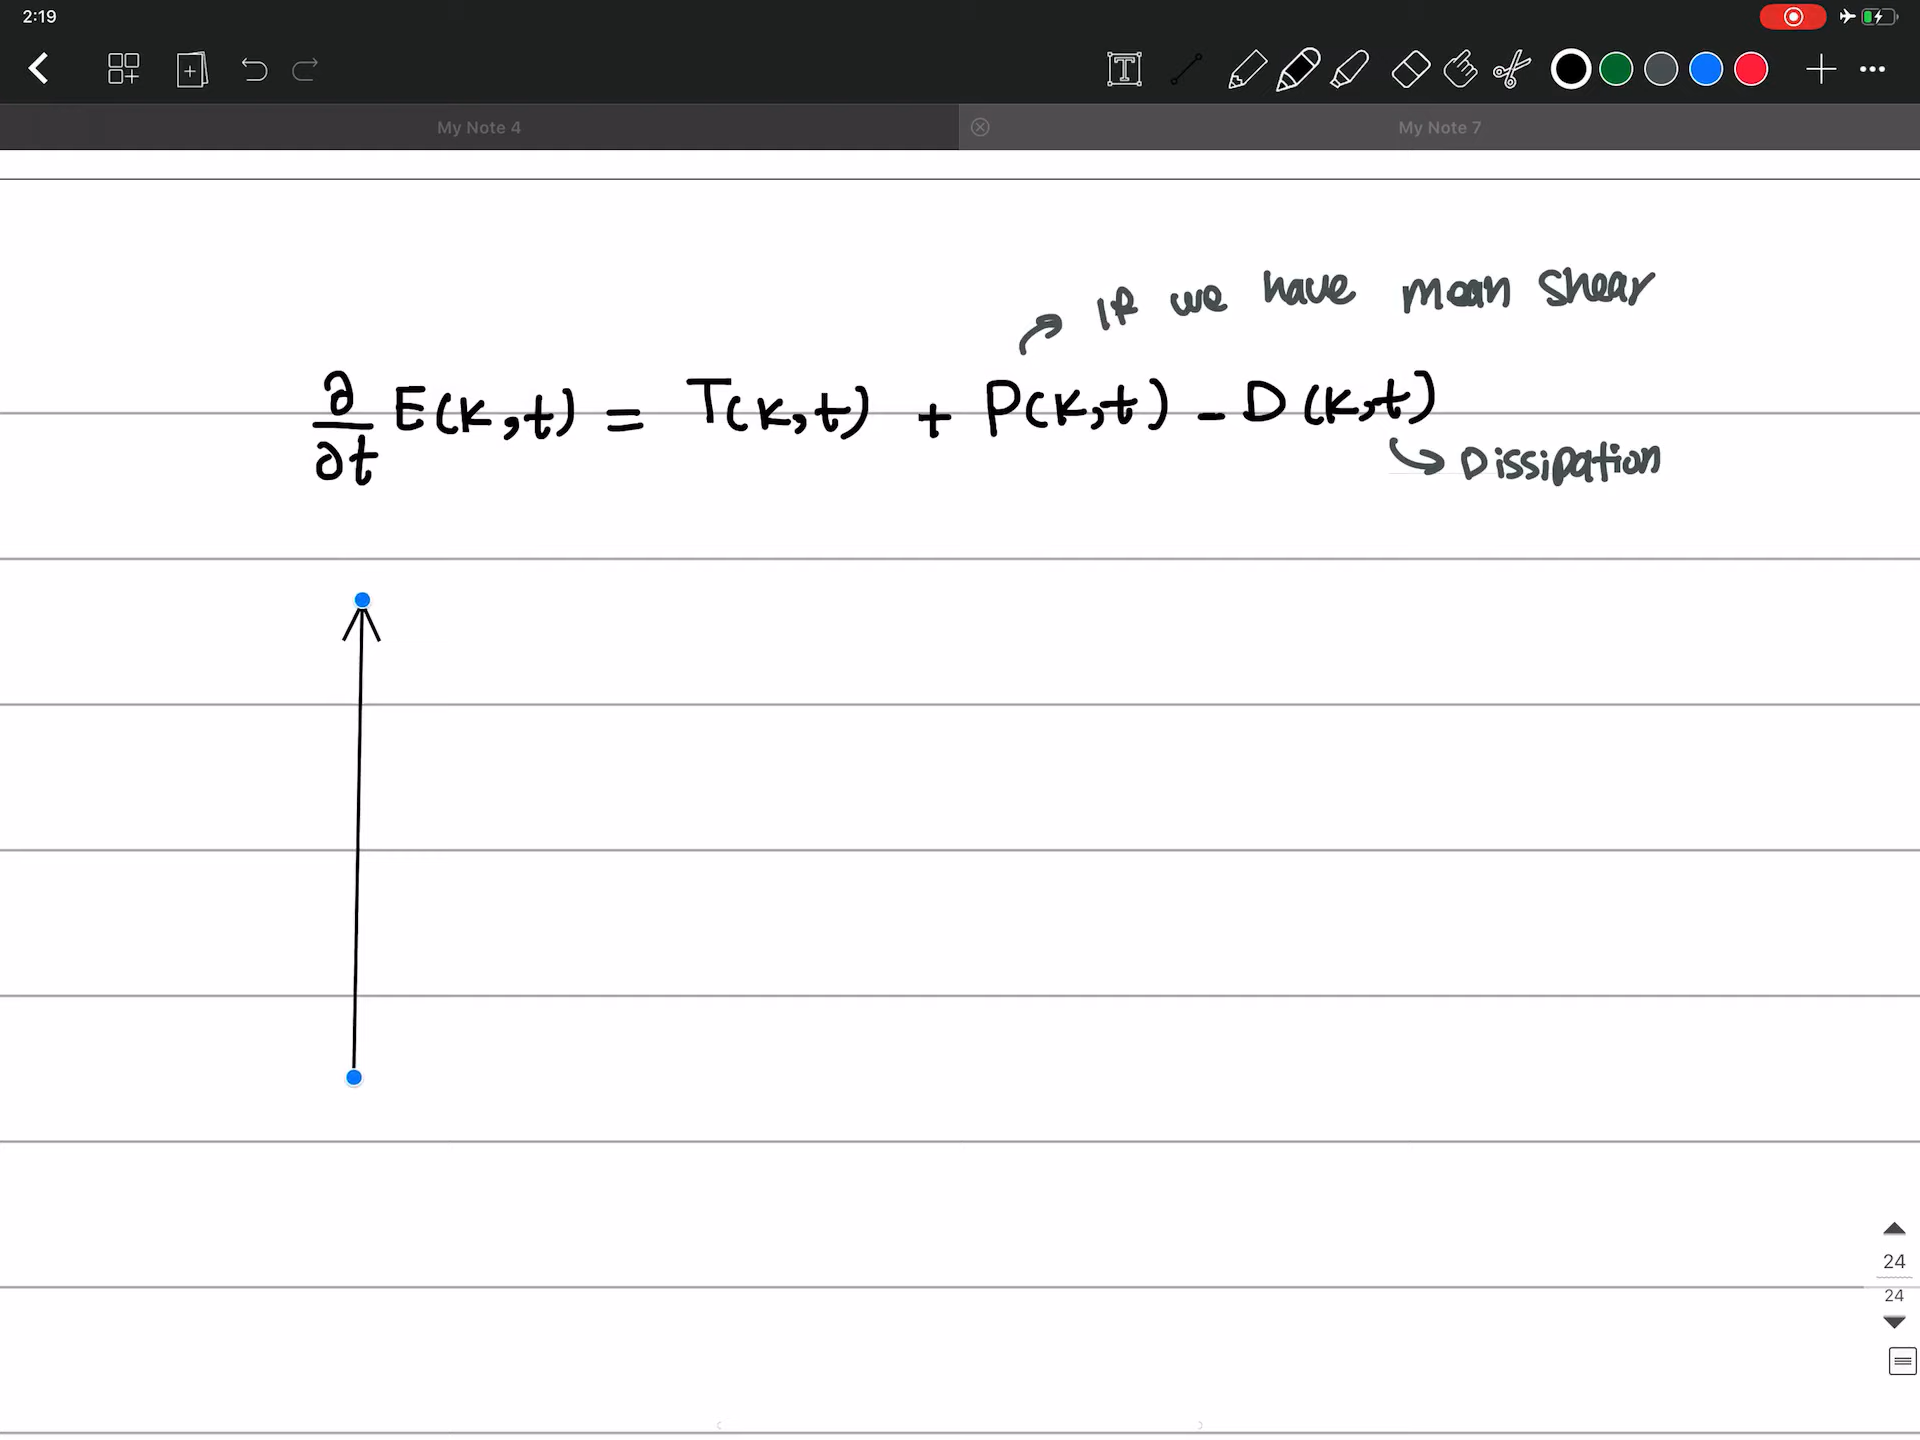 2:19
My Note 4
My Note 7
If we have mean shear
∂/∂t E(k,t) = T(k,t) + P(k,t) - D(k,t)
Dissipation
24
24